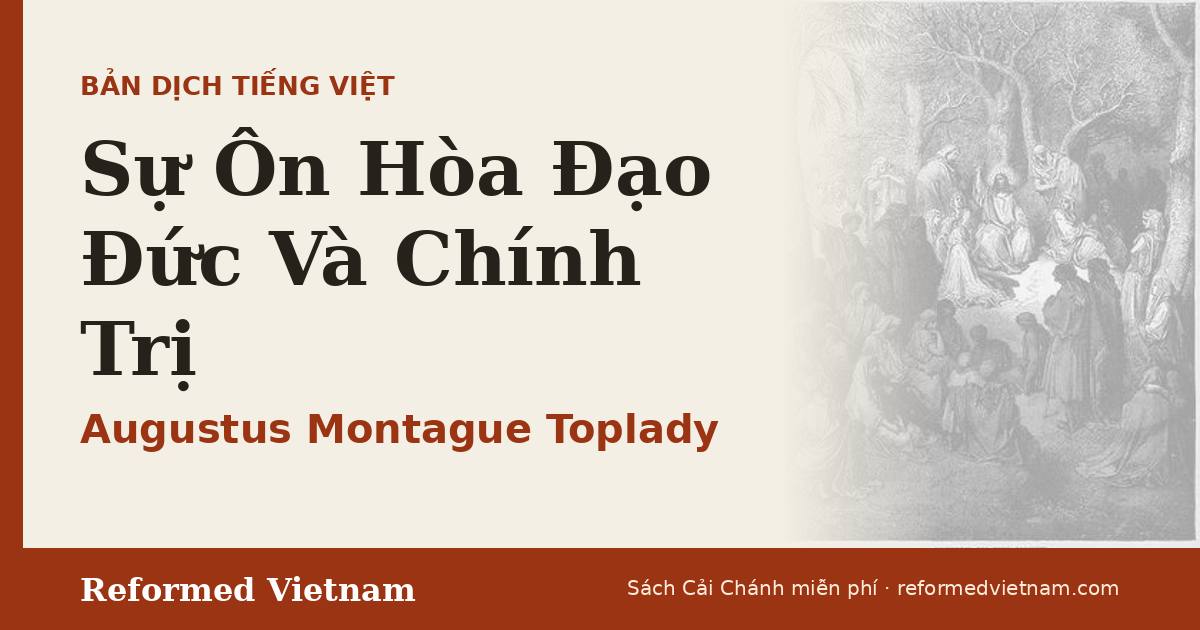 BẢN DỊCH TIẾNG VIỆT
Sự Ôn Hòa Đạo
Đức Và Chính
Trị
Augustus Montague Toplady
Reformed Vietnam
Sách Cải Chánh miễn phí · reformedvietnam.com